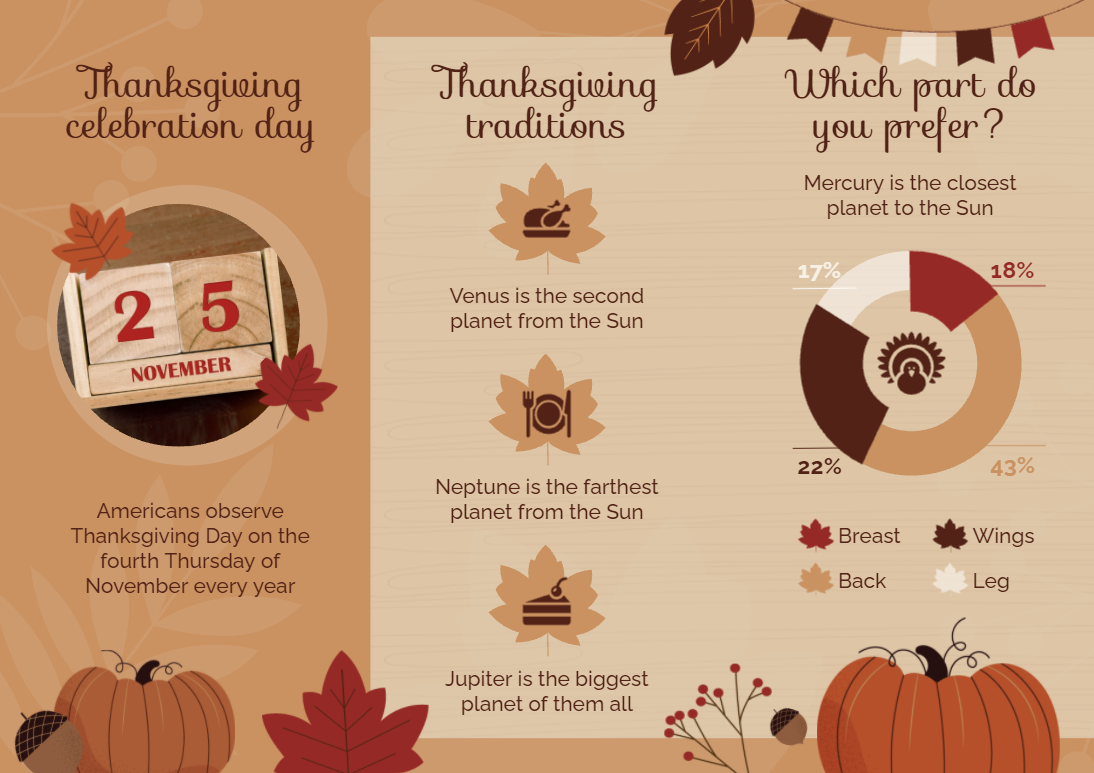 Thanksgiving
celebration day
2 5
NOVEMBER
Americans observe
Thanksgiving Day on the
fourth Thursday of
November every year
Thanksgiving
traditions
Venus is the second
planet from the Sun
Neptune is the farthest
planet from the Sun
Jupiter is the biggest
planet of them all
Which part do
you prefer?
Mercury is the closest
planet to the Sun
17%
18%
22%
43%
Breast
Wings
Back
Leg